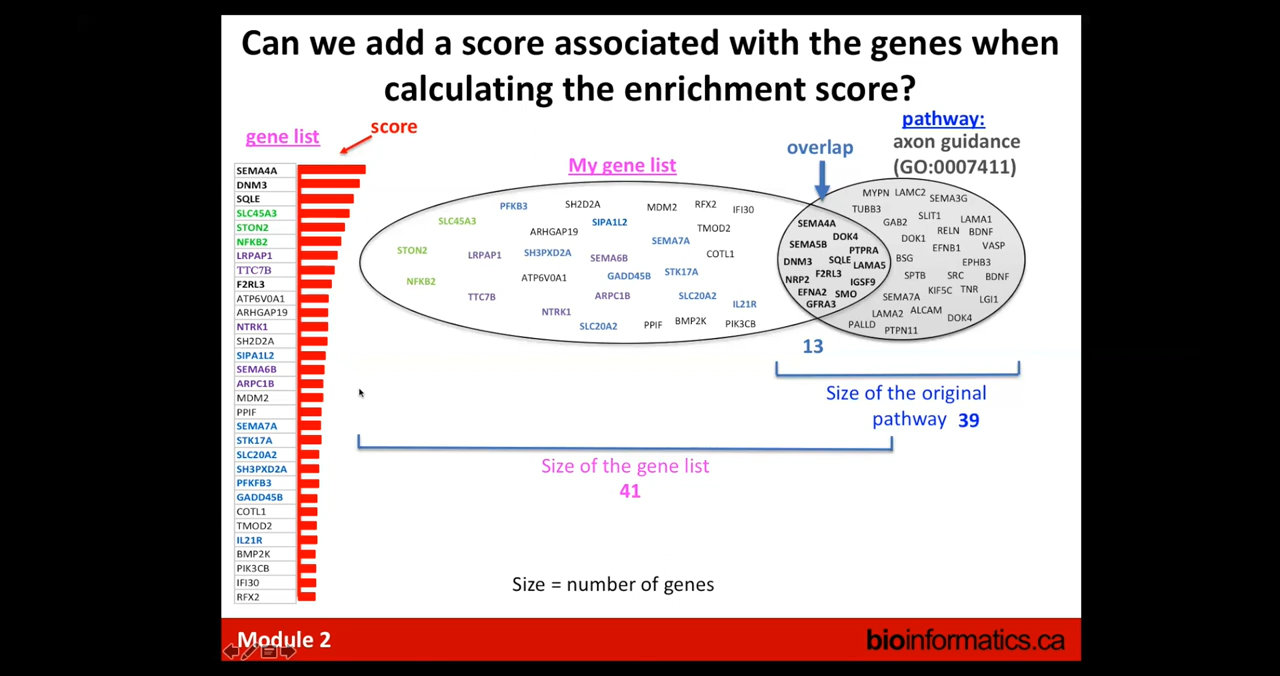 Can we add a score associated with the genes when
calculating the enrichment score?
gene list
score
SEMA4A
DNM3
SQLE
SLC45A3
STON2
NFKB2
LRPAP1
TTC7B
F2RL3
ATP6V0A1
ARHGAP19
NTRK1
SH2D2A
SIPA1L2
SEMA6B
ARPC1B
MDM2
PPIF
SEMA7A
STK17A
SLC20A2
SH3PXD2A
PFKFB3
GADD45B
COTL1
TMOD2
IL21R
BMP2K
PIK3CB
IFI30
RFX2
My gene list
PFKB3
SH2D2A
MDM2
RFX2
IFI30
SLC45A3
SIPA1L2
ARHGAP19
TMOD2
SEMA7A
STON2
LRPAP1
SH3PXD2A
SEMA6B
COTL1
NFKB2
ATP6V0A1
GADD45B
STK17A
TTC7B
ARPC1B
SLC20A2
IL21R
NTRK1
SLC20A2
PPIF
BMP2K
PIK3CB
overlap
SEMA4A
DOK4
SEMA5B
PTPRA
DNM3
SQLE
LAMA5
NRP2
F2RL3
IGSF9
EFNA2
SMO
GFRA3
13
pathway:
axon guidance
(GO:0007411)
MYPN
LAMC2
SEMA3G
TUBB3
GAB2
SLIT1
LAMA1
RELN
BDNF
DOK1
EFNB1
VASP
BSG
EPHB3
SPTB
SRC
BDNF
KIF5C
TNR
SEMA7A
LGI1
LAMA2
ALCAM
DOK4
PALLD
PTPN11
Size of the original
pathway 39
Size of the gene list
41
Size = number of genes
Module 2
bioinformatics.ca